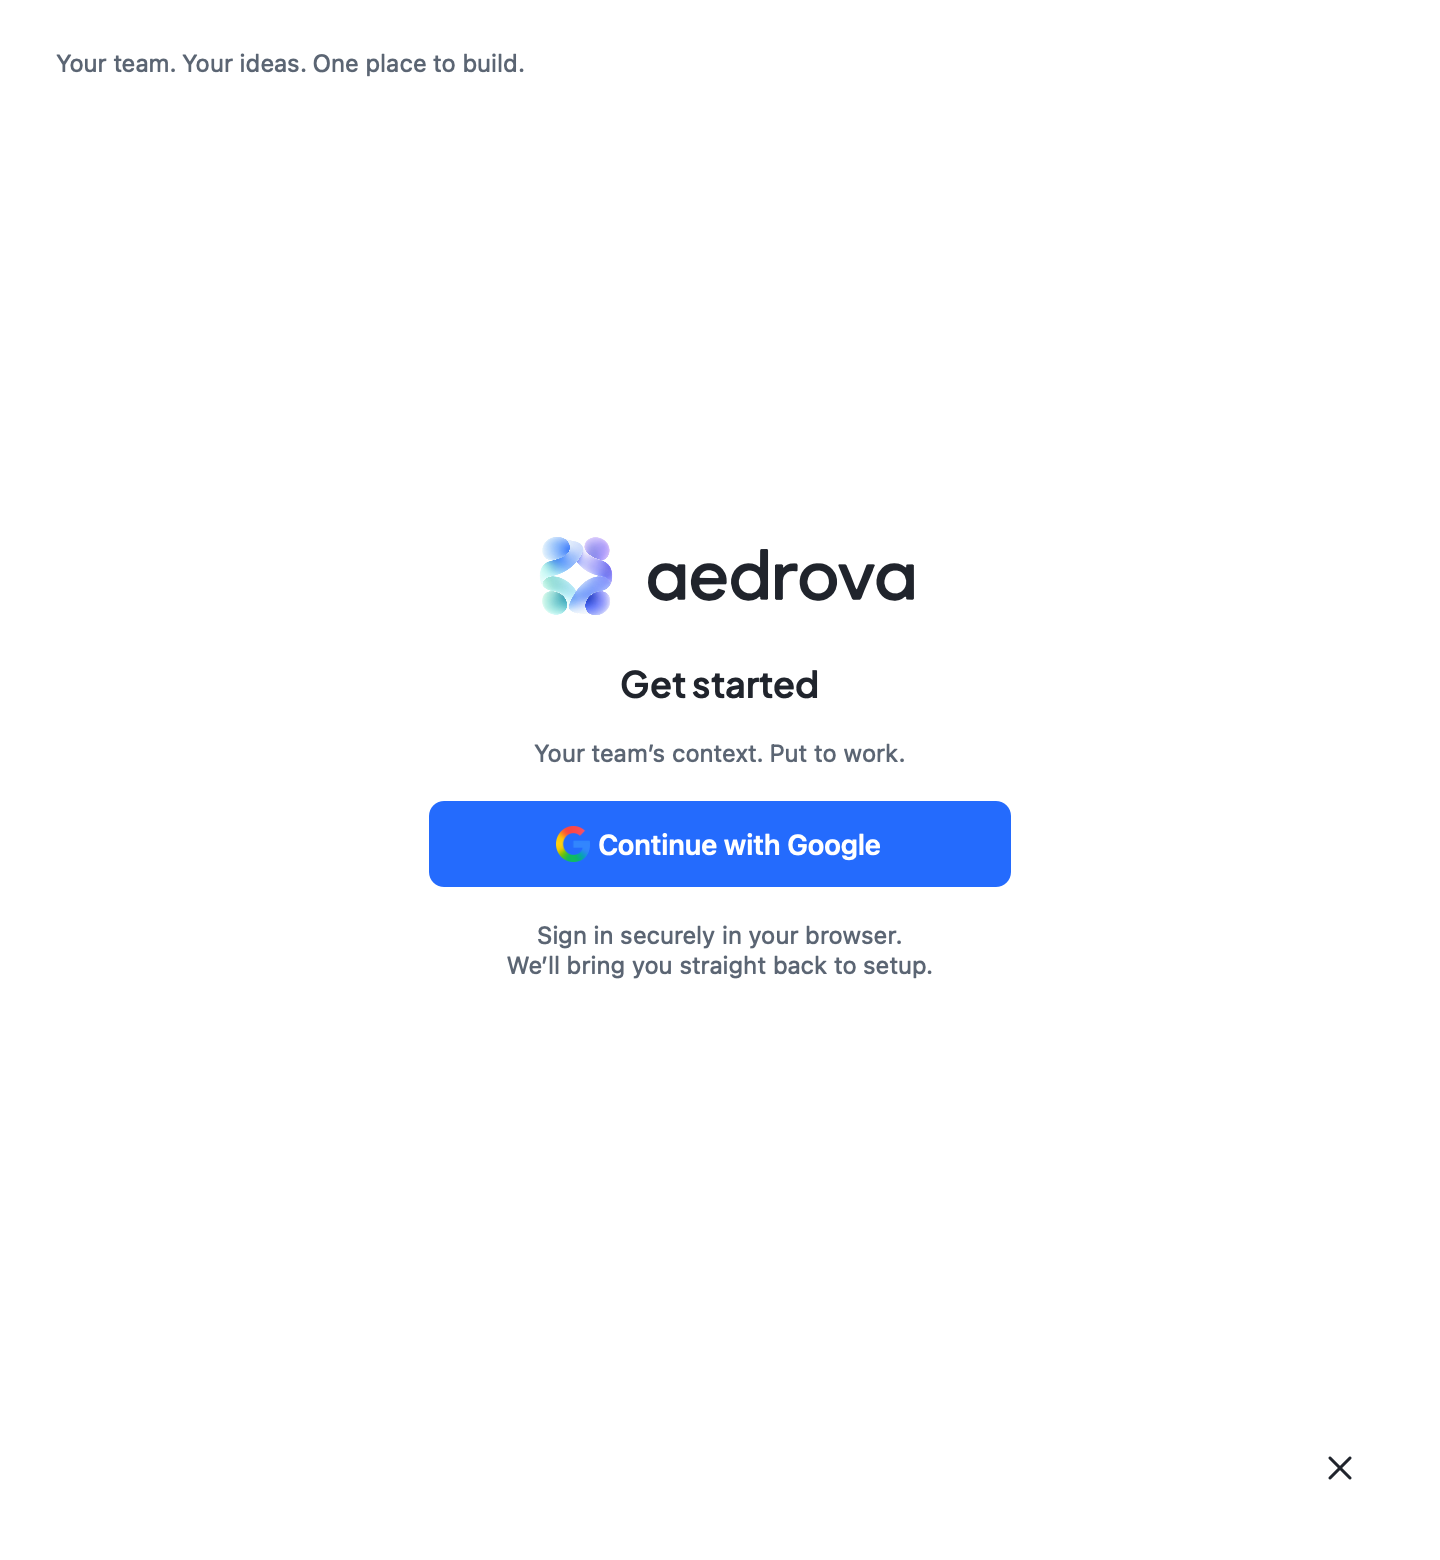 Your team. Your ideas. One place to build.
aedrova
Get started
Your team’s context. Put to work.
Continue with Google
Sign in securely in your browser.
We’ll bring you straight back to setup.